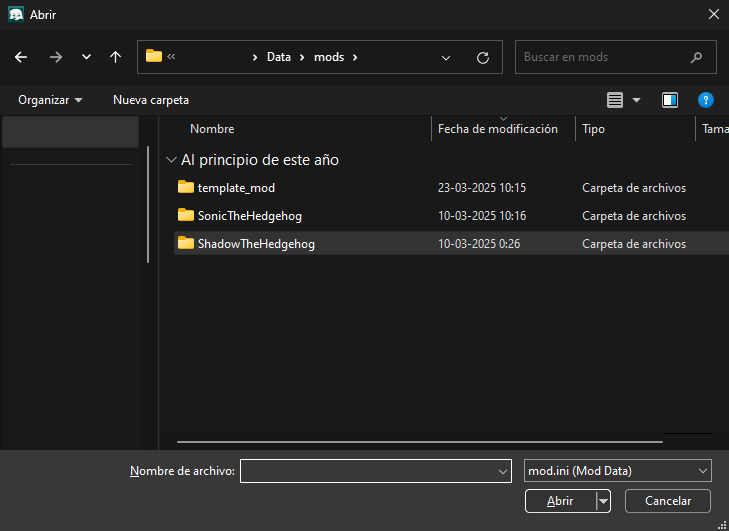 Abrir
« > Data > mods >
Buscar en mods
Organizar
Nueva carpeta
?
Nombre
Fecha de modificación
Tipo
Tama
Al principio de este año
template_mod 23-03-2025 10:15 Carpeta de archivos
SonicTheHedgehog 10-03-2025 10:16 Carpeta de archivos
ShadowTheHedgehog 10-03-2025 0:26 Carpeta de archivos
Nombre de archivo:
mod.ini (Mod Data)
Abrir
Cancelar